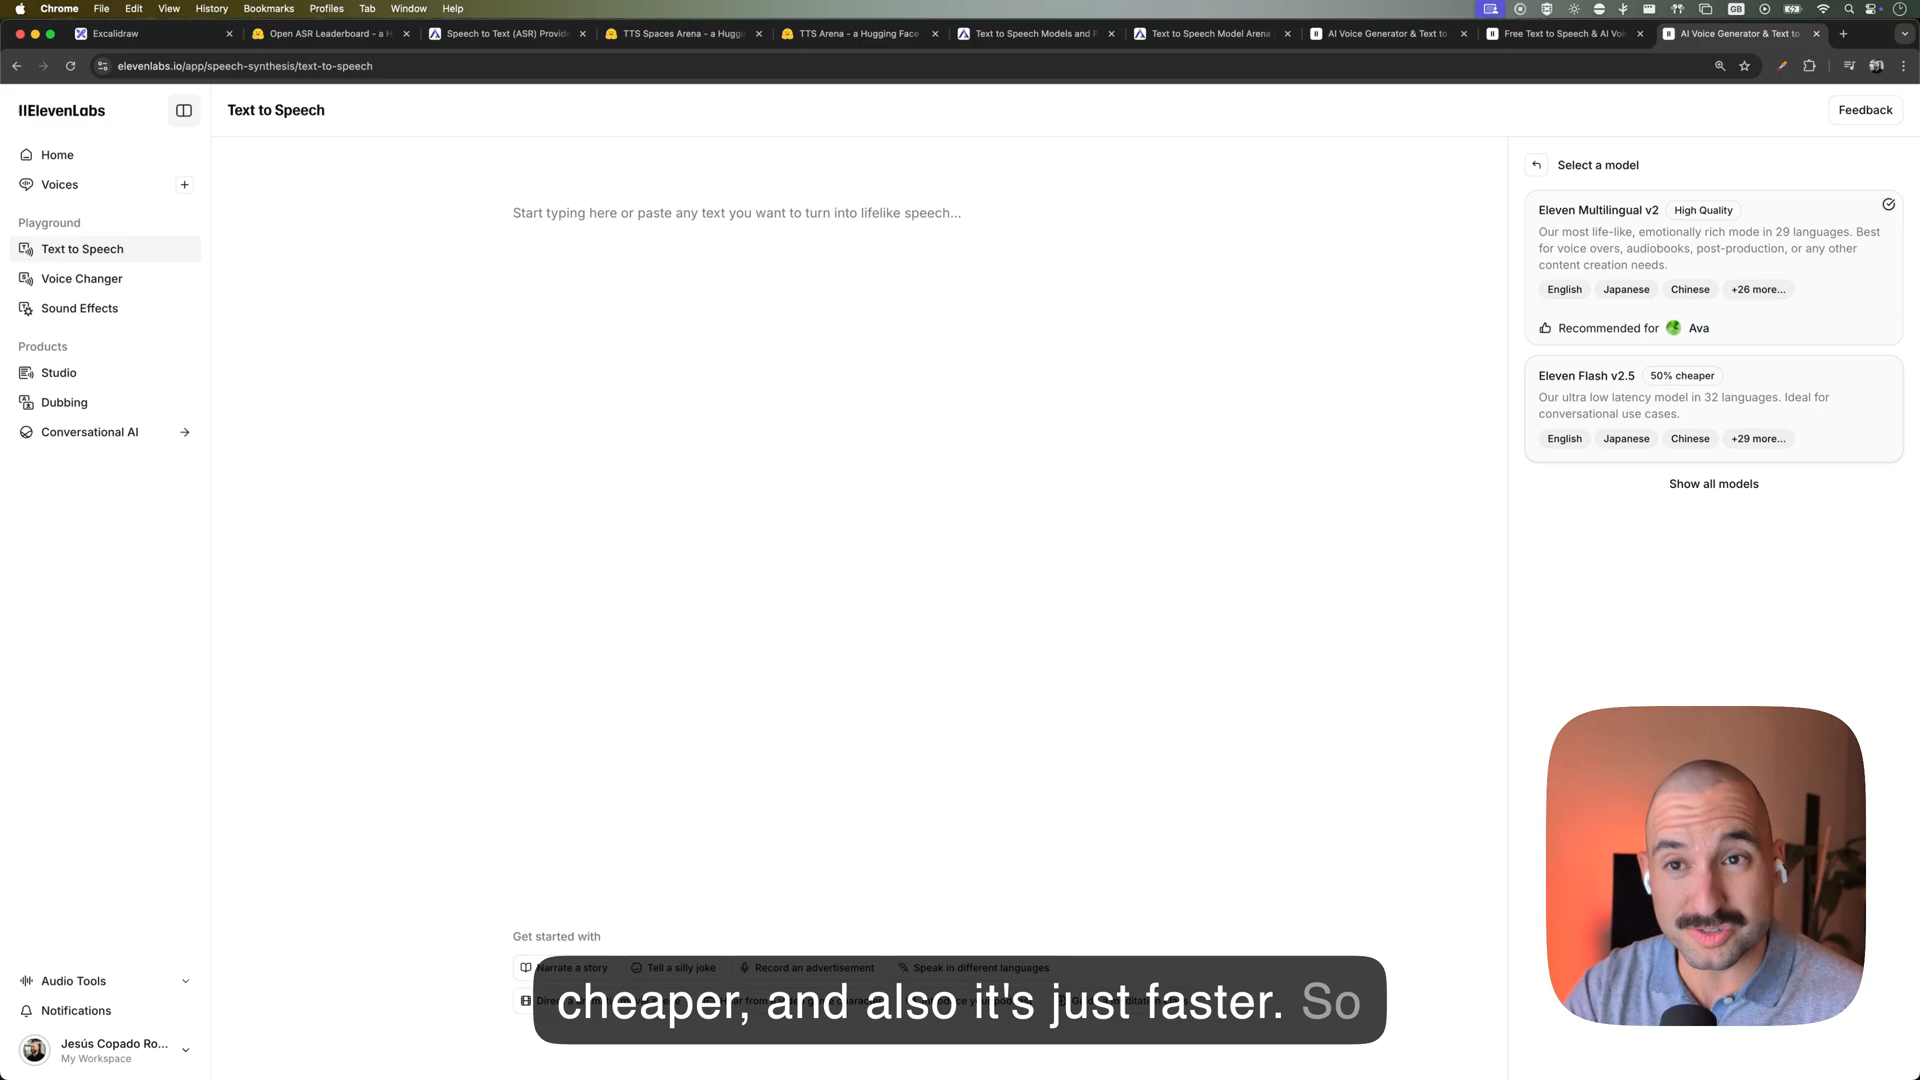 Chrome File Edit View History Bookmarks Profiles Tab Window Help
GB
Excalidraw
Open ASR Leaderboard - a H
Speech to Text (ASR) Provide
TTS Spaces Arena - a Huggi
TTS Arena - a Hugging Face
Text to Speech Models and P
Text to Speech Model Arena
AI Voice Generator & Text to
Free Text to Speech & AI Voi
AI Voice Generator & Text to
elevenlabs.io/app/speech-synthesis/text-to-speech
IIElevenLabs
Home
Voices
Playground
Text to Speech
Voice Changer
Sound Effects
Products
Studio
Dubbing
Conversational AI
Audio Tools
Notifications
Jesús Copado Ro...
My Workspace
Text to Speech
Feedback
Start typing here or paste any text you want to turn into lifelike speech...
Select a model
Eleven Multilingual v2 High Quality
Our most life-like, emotionally rich mode in 29 languages. Best
for voice overs, audiobooks, post-production, or any other
content creation needs.
English Japanese Chinese +26 more...
Recommended for Ava
Eleven Flash v2.5 50% cheaper
Our ultra low latency model in 32 languages. Ideal for
conversational use cases.
English Japanese Chinese +29 more...
Show all models
Get started with
Narrate a story Tell a silly joke Record an advertisement Speak in different languages
cheaper, and also it's just faster. So